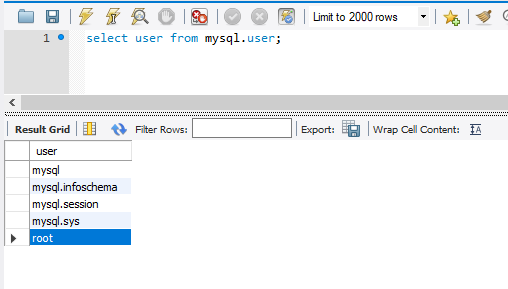 Limit to 2000 rows
1 select user from mysql.user;
Result Grid Filter Rows: Export: Wrap Cell Content:
user
mysql
mysql.infoschema
mysql.session
mysql.sys
root